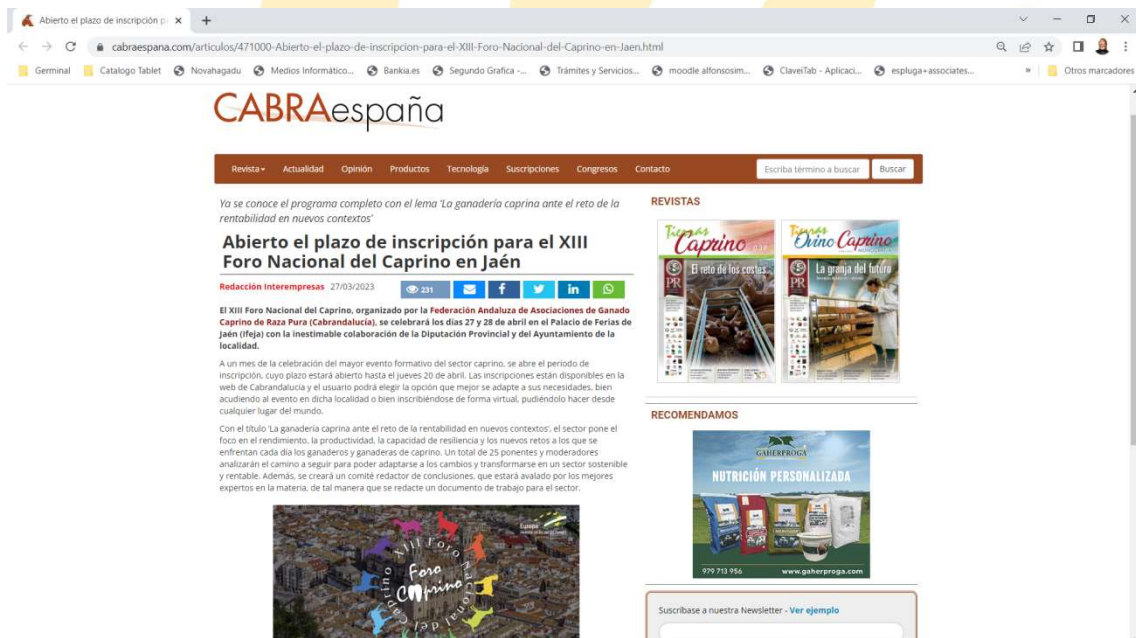 Abierto el plazo de inscripción p
cabraespana.com/articulos/471000-Abierto-el-plazo-de-inscripcion-para-el-XIII-Foro-Nacional-del-Caprino-en-Jaen.html
Germinal Catalogo Tablet Novahagadu Medios Informátic... Bankia.es Segundo Grafica -... Trámites y Servicios... moodle alfonsosim... ClaveiTab - Aplicaci... espluga+associates... » Otros marcadores
CABRAespaña
Revista Actualidad Opinión Productos Tecnología Suscripciones Congresos Contacto Escriba término a buscar Buscar
Ya se conoce el programa completo con el lema ‘La ganadería caprina ante el reto de la
rentabilidad en nuevos contextos’
Abierto el plazo de inscripción para el XIII
Foro Nacional del Caprino en Jaén
Redacción Interempresas 27/03/2023 231
El XIII Foro Nacional del Caprino, organizado por la Federación Andaluza de Asociaciones de Ganado
Caprino de Raza Pura (Cabrandalucía), se celebrará los días 27 y 28 de abril en el Palacio de Ferias de
Jaén (Ifeja) con la inestimable colaboración de la Diputación Provincial y del Ayuntamiento de la
localidad.
A un mes de la celebración del mayor evento formativo del sector caprino, se abre el periodo de
inscripción, cuyo plazo estará abierto hasta el jueves 20 de abril. Las inscripciones están disponibles en la
web de Cabrandalucía y el usuario podrá elegir la opción que mejor se adapte a sus necesidades, bien
acudiendo al evento en dicha localidad o bien inscribiéndose de forma virtual, pudiéndolo hacer desde
cualquier lugar del mundo.
Con el título ‘La ganadería caprina ante el reto de la rentabilidad en nuevos contextos’, el sector pone el
foco en el rendimiento, la productividad, la capacidad de resiliencia y los nuevos retos a los que se
enfrentan cada día los ganaderos y ganaderas de caprino. Un total de 25 ponentes y moderadores
analizarán el camino a seguir para poder adaptarse a los cambios y transformarse en un sector sostenible
y rentable. Además, se creará un comité redactor de conclusiones, que estará avalado por los mejores
expertos en la materia, de tal manera que se redacte un documento de trabajo para el sector.
XIII Foro Nacional del Caprino
Foro
Caprino
Europa
REVISTAS
Tierras
Caprino
El reto de los costes
PR
Tierras
Ovino Caprino
La granja del futuro
PR
RECOMENDAMOS
GAHERPROGA
NUTRICIÓN PERSONALIZADA
979 713 956 www.gaherproga.com
Suscríbase a nuestra Newsletter - Ver ejemplo